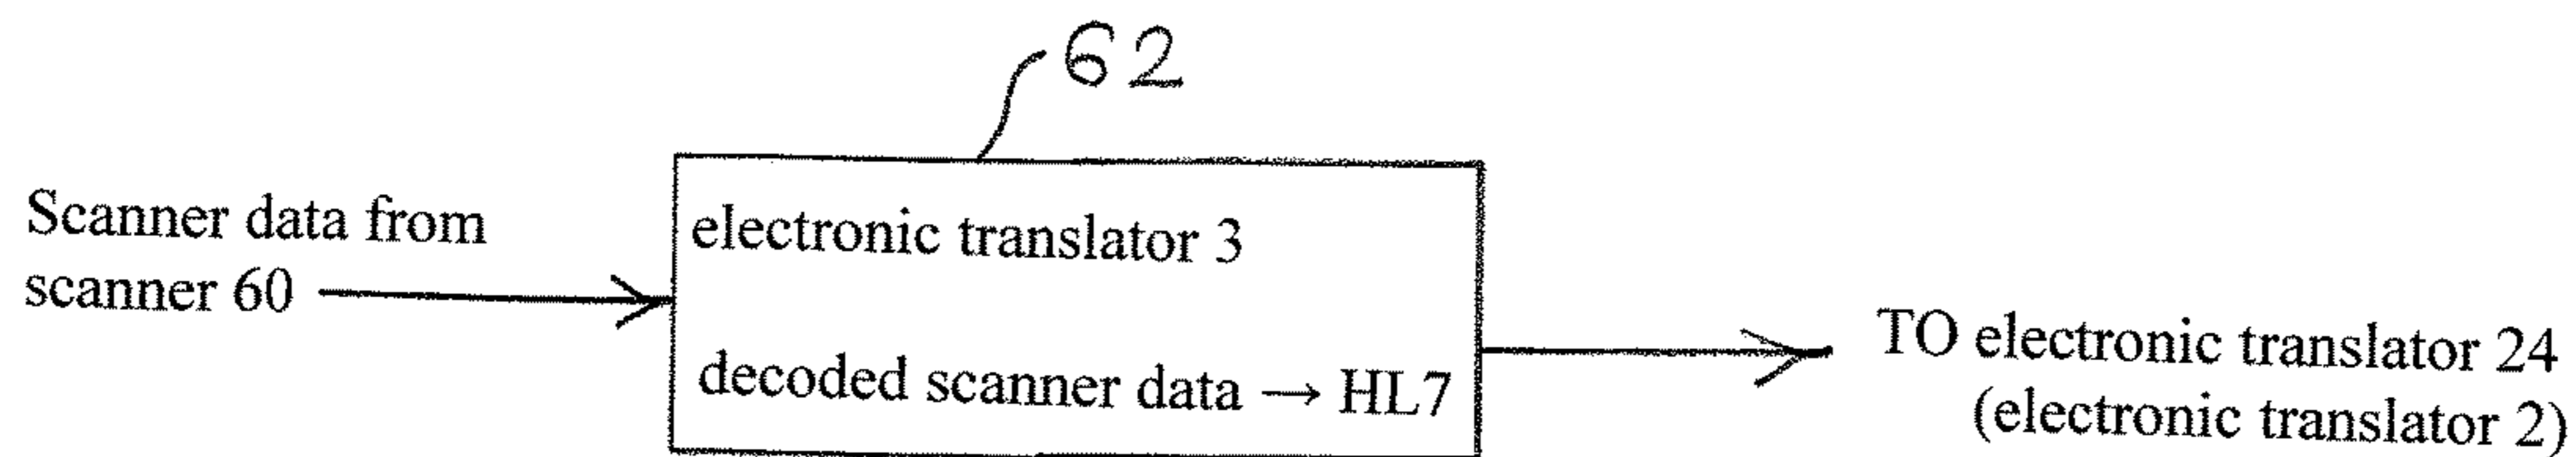 62
Scanner data from
scanner 60
electronic translator 3
decoded scanner data → HL7
TO electronic translator 24
(electronic translator 2)